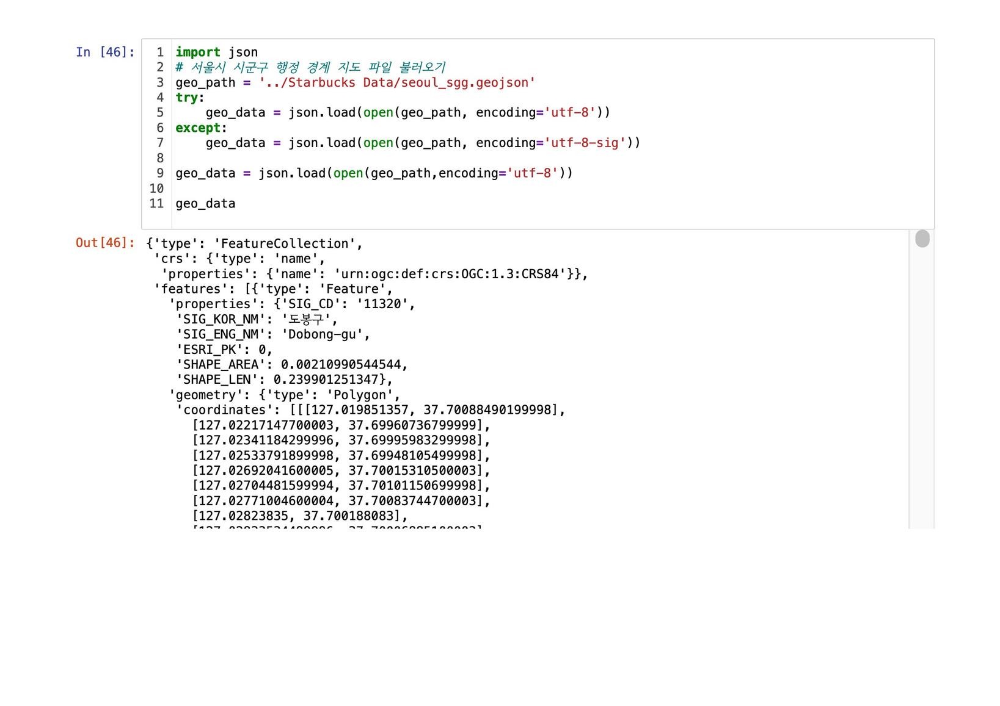 In [46]:
1 import json
2 # 서울시 시군구 행정 경계 지도 파일 불러오기
3 geo_path = '../Starbucks Data/seoul_sgg.geojson'
4 try:
5     geo_data = json.load(open(geo_path, encoding='utf-8'))
6 except:
7     geo_data = json.load(open(geo_path, encoding='utf-8-sig'))
8
9 geo_data = json.load(open(geo_path,encoding='utf-8'))
10
11 geo_data
Out[46]: {'type': 'FeatureCollection',
'crs': {'type': 'name',
'properties': {'name': 'urn:ogc:def:crs:OGC:1.3:CRS84'}},
'features': [{'type': 'Feature',
'properties': {'SIG_CD': '11320',
'SIG_KOR_NM': '도봉구',
'SIG_ENG_NM': 'Dobong-gu',
'ESRI_PK': 0,
'SHAPE_AREA': 0.00210990544544,
'SHAPE_LEN': 0.239901251347},
'geometry': {'type': 'Polygon',
'coordinates': [[[127.019851357, 37.70088490199998],
[127.02217147700003, 37.69960736799999],
[127.02341184299996, 37.69995983299998],
[127.02533791899998, 37.69948105499998],
[127.02692041600005, 37.70015310500003],
[127.02704481599994, 37.70101150699998],
[127.02771004600004, 37.70083744700003],
[127.02823835, 37.700188083],